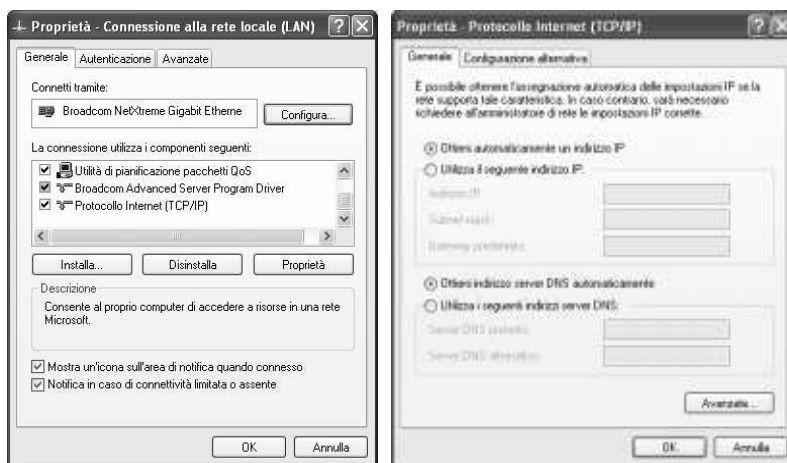 Proprietà - Connessione alla rete locale (LAN)
Generale
Autenticazione
Avanzate
Connetti tramite:
Broadcom NetXtreme Gigabit Etherne
Configura...
La connessione utilizza i componenti seguenti:
Utilità di pianificazione pacchetti QoS
Broadcom Advanced Server Program Driver
Protocollo Internet (TCP/IP)
Installa...
Disinstalla
Proprietà
Descrizione
Consente al proprio computer di accedere a risorse in una rete
Microsoft.
Mostra un'icona sull'area di notifica quando connesso
Notifica in caso di connettività limitata o assente
OK
Annulla
Proprietà - Protocollo Internet (TCP/IP)
Generale
Configurazione alternativa
È possibile ottenere l'assegnazione automatica delle impostazioni IP se la
rete supporta tale caratteristica. In caso contrario, sarà necessario
richiedere all'amministratore di rete le impostazioni IP corrette.
Ottieni automaticamente un indirizzo IP
Utilizza il seguente indirizzo IP:
Indirizzo IP:
Subnet mask:
Gateway predefinito:
Ottieni indirizzo server DNS automaticamente
Utilizza i seguenti indirizzi server DNS:
Server DNS preferito:
Server DNS alternativo:
Avanzate...
OK
Annulla